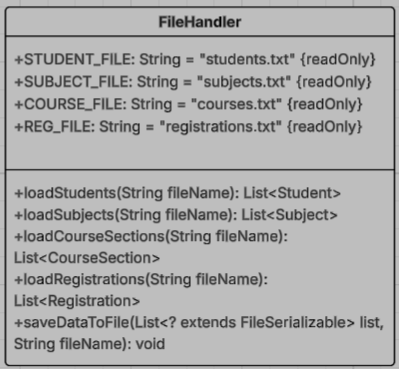 FileHandler
+STUDENT_FILE: String = "students.txt" {readOnly}
+SUBJECT_FILE: String = "subjects.txt" {readOnly}
+COURSE_FILE: String = "courses.txt" {readOnly}
+REG_FILE: String = "registrations.txt" {readOnly}
+loadStudents(String fileName): List<Student>
+loadSubjects(String fileName): List<Subject>
+loadCourseSections(String fileName):
List<CourseSection>
+loadRegistrations(String fileName):
List<Registration>
+saveDataToFile(List<? extends FileSerializable> list,
String fileName): void